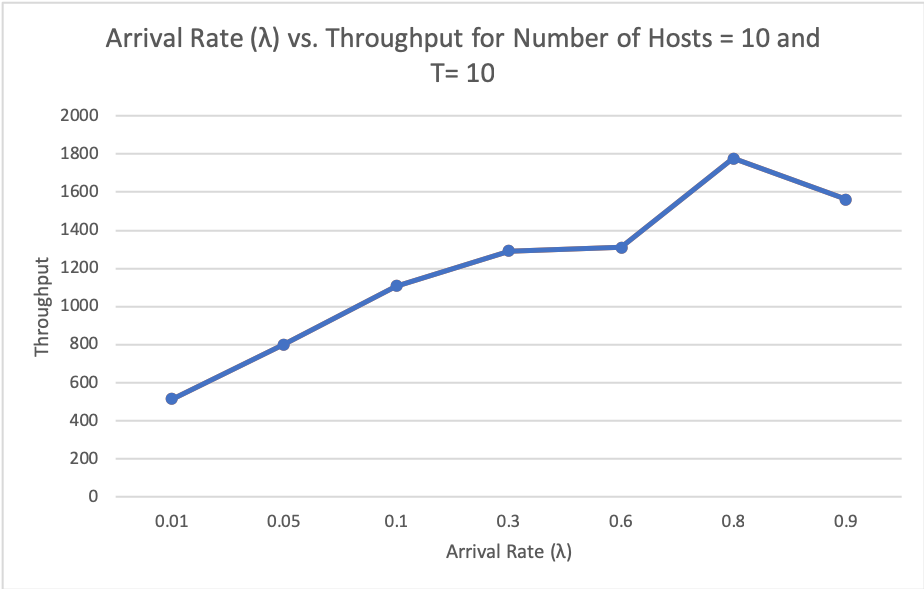 Arrival Rate (λ) vs. Throughput for Number of Hosts = 10 and
T= 10
2000
1800
1600
1400
1200
1000
800
600
400
200
0
Throughput
0.01 0.05 0.1 0.3 0.6 0.8 0.9
Arrival Rate (λ)